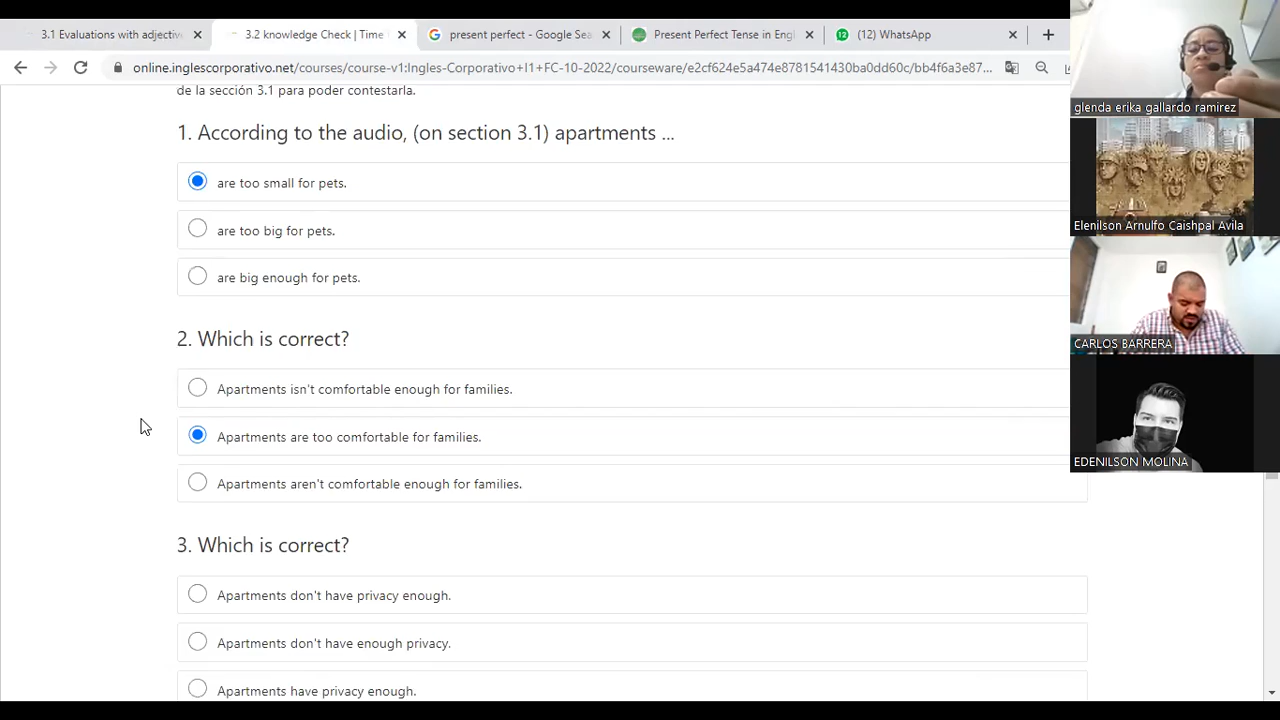 3.1 Evaluations with adjective
3.2 knowledge Check | Time
present perfect - Google Sea
Present Perfect Tense in Engl
(12) WhatsApp
online.inglescorporativo.net/courses/course-v1:Ingles-Corporativo+I1+FC-10-2022/courseware/e2cf624e5a474e8781541430ba0dd60c/bb4f6a3e87...
de la sección 3.1 para poder contestarla.
1. According to the audio, (on section 3.1) apartments ...
are too small for pets.
are too big for pets.
are big enough for pets.
2. Which is correct?
Apartments isn't comfortable enough for families.
Apartments are too comfortable for families.
Apartments aren't comfortable enough for families.
3. Which is correct?
Apartments don't have privacy enough.
Apartments don't have enough privacy.
Apartments have privacy enough.
glenda erika gallardo ramirez
Elenilson Arnulfo Caishpal Avila
CARLOS BARRERA
EDENILSON MOLINA